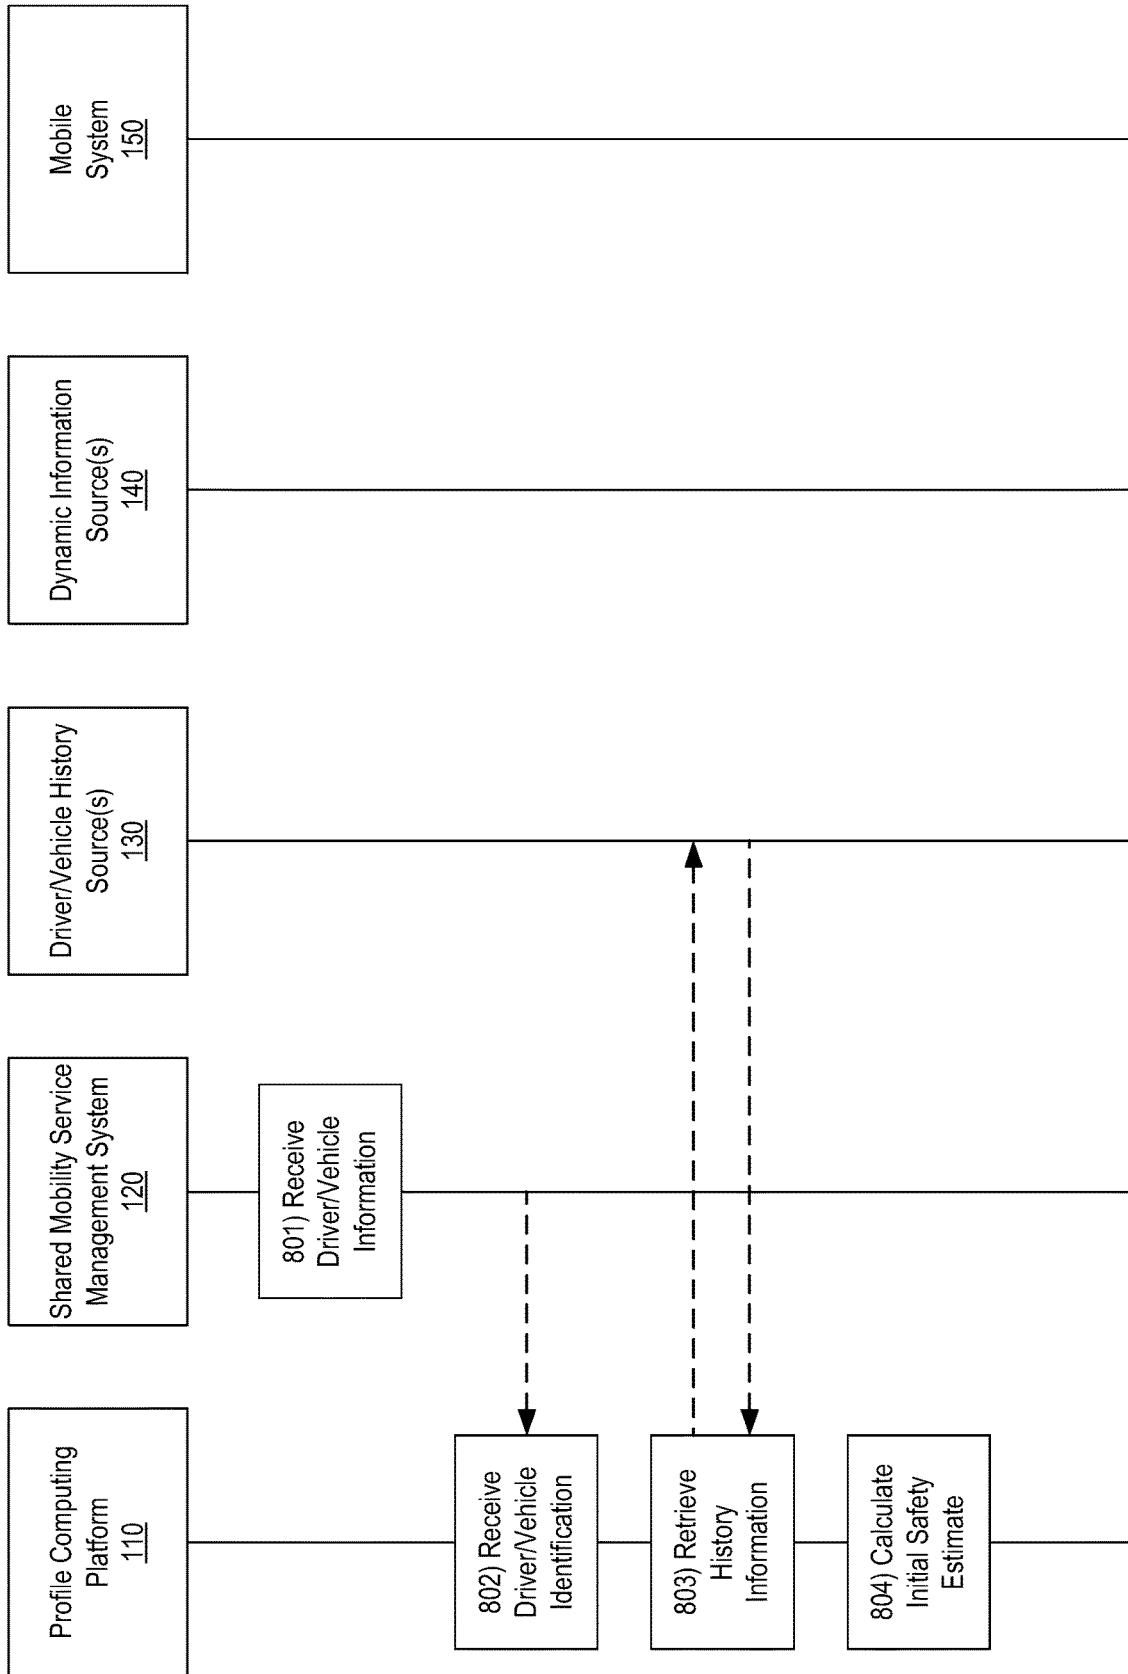 Profile Computing
Platform
110
Shared Mobility Service
Management System
120
Driver/Vehicle History
Source(s)
130
Dynamic Information
Source(s)
140
Mobile
System
150
801) Receive
Driver/Vehicle
Information
802) Receive
Driver/Vehicle
Identification
803) Retrieve
History
Information
804) Calculate
Initial Safety
Estimate